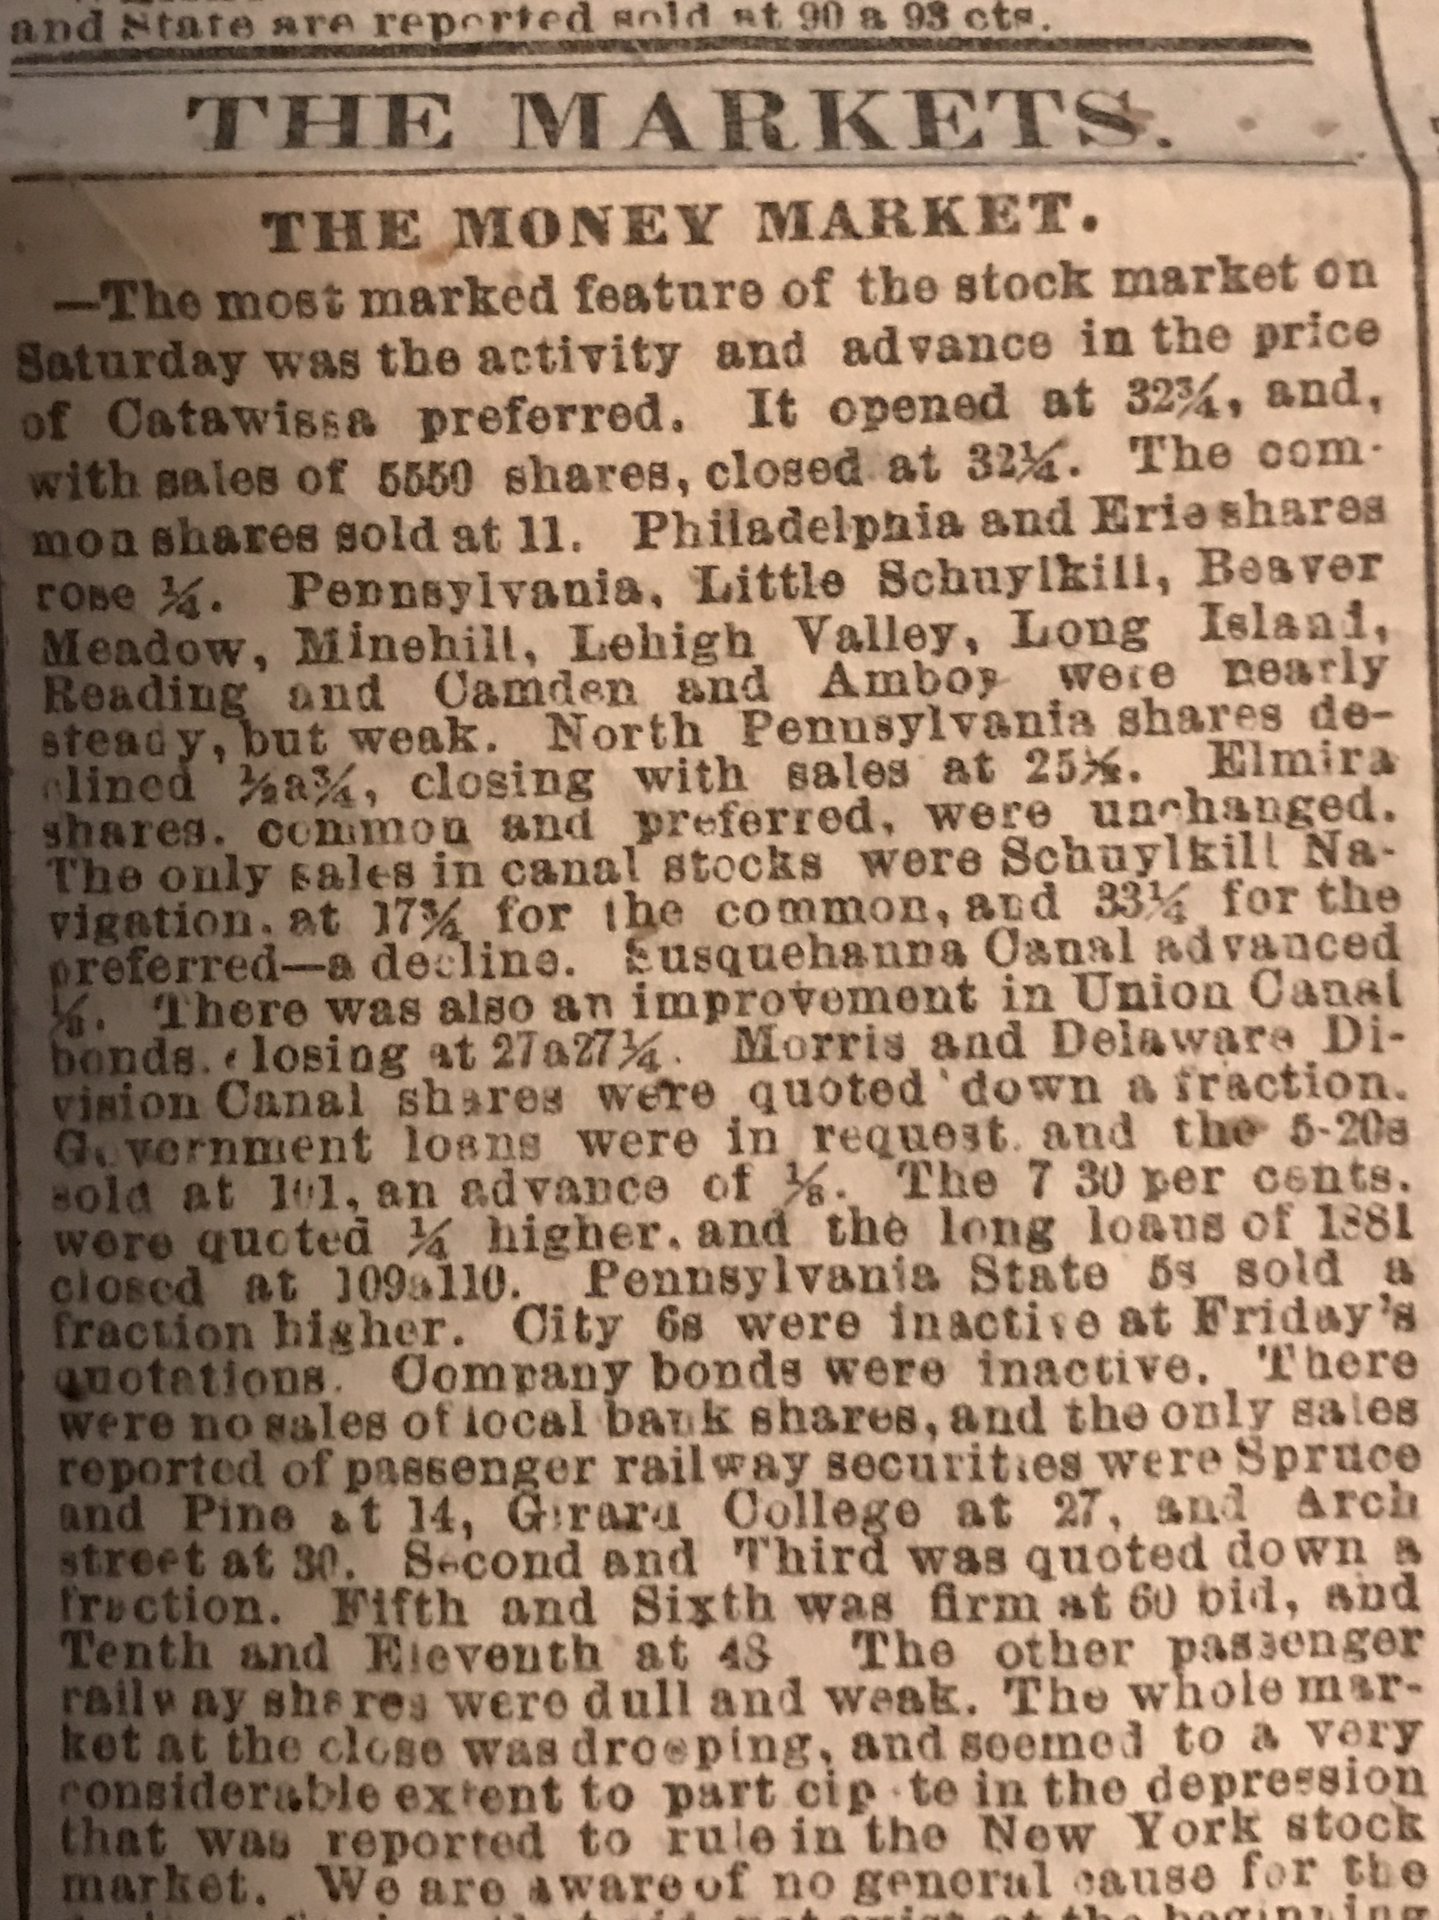 and State are reported sold at 90 a 93 cts.
THE MARKETS.
THE MONEY MARKET.
—The most marked feature of the stock market on
Saturday was the activity and advance in the price
of Catawissa preferred. It opened at 32¾, and,
with sales of 5550 shares, closed at 32¼. The com-
mon shares sold at 11. Philadelphia and Erie shares
rose ¼. Pennsylvania, Little Schuylkill, Beaver
Meadow, Minehill, Lehigh Valley, Long Island,
Reading and Camden and Amboy were nearly
steady, but weak. North Pennsylvania shares de-
clined ½a¾, closing with sales at 25½. Elmira
shares. common and preferred, were unchanged.
The only sales in canal stocks were Schuylkill Na-
vigation. at 17¾ for the common, and 33¼ for the
preferred—a decline. Susquehanna Canal advanced
⅛. There was also an improvement in Union Canal
bonds. closing at 27a27¼. Morris and Delaware Di-
vision Canal shares were quoted down a fraction.
Government loans were in request. and the 5-20s
sold at 101, an advance of ⅛. The 7 30 per cents.
were quoted ¼ higher. and the long loans of 1881
closed at 109a110. Pennsylvania State 5s sold a
fraction higher. City 6s were inactive at Friday's
quotations. Company bonds were inactive. There
were no sales of local bank shares, and the only sales
reported of passenger railway securities were Spruce
and Pine at 14, Girard College at 27, and Arch
street at 30. Second and Third was quoted down a
fraction. Fifth and Sixth was firm at 60 bid, and
Tenth and Eleventh at 48 The other passenger
railway shares were dull and weak. The whole mar-
ket at the close was drooping, and seemed to a very
considerable extent to participate in the depression
that was reported to rule in the New York stock
market. We are aware of no general cause for the
at the beginning